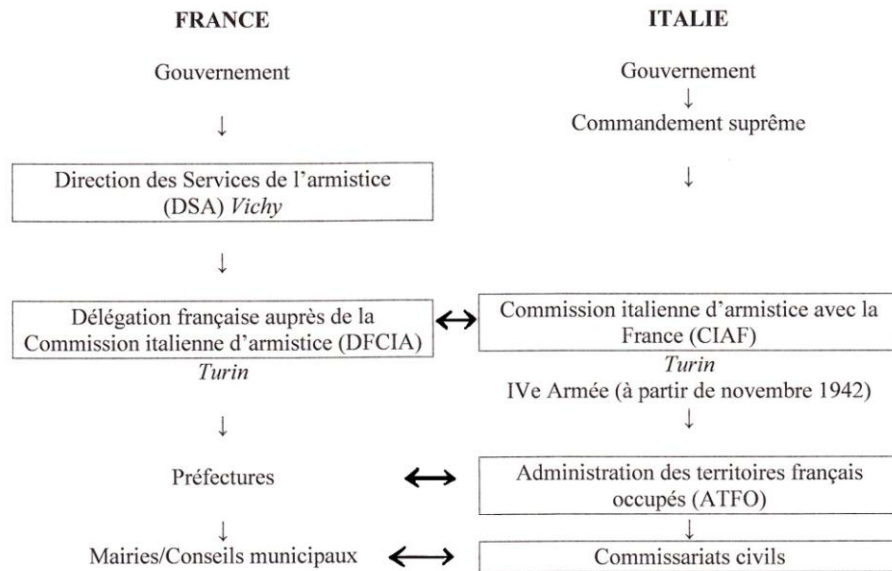 FRANCE
ITALIE
Gouvernement
Gouvernement
↓
↓
Commandement suprême
↓
Direction des Services de l'armistice
(DSA) Vichy
↓
↓
Délégation française auprès de la
Commission italienne d'armistice (DFCIA)
↔
Commission italienne d'armistice avec la
France (CIAF)
Turin
Turin
IVe Armée (à partir de novembre 1942)
↓
↓
Préfectures
↔
Administration des territoires français
occupés (ATFO)
↓
↓
Mairies/Conseils municipaux
↔
Commissariats civils